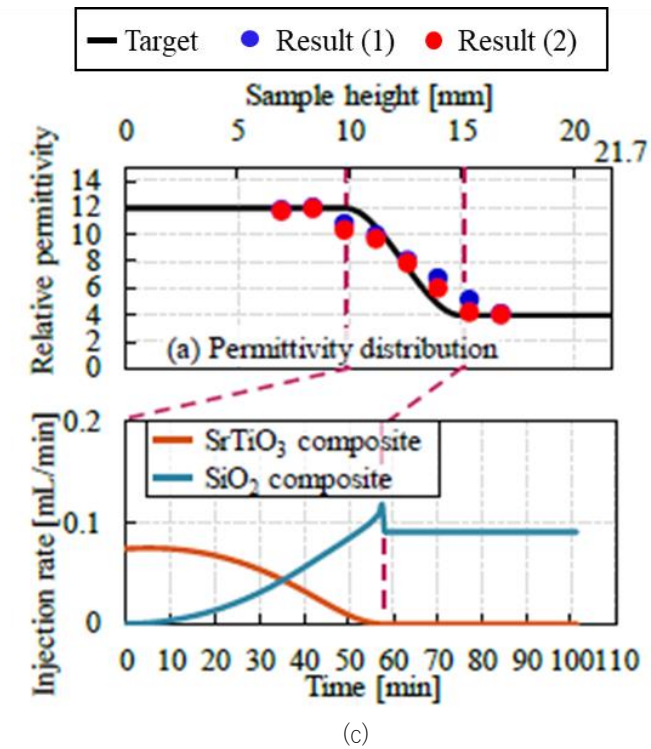 Target Result (1) Result (2)
Sample height [mm]
0 5 10 15 20
21.7
Relative permittivity
14
12
10
8
6
4
2
0
(a) Permittivity distribution
Injection rate [mL/min]
0.2
0.1
0
SrTiO3 composite
SiO2 composite
0 10 20 30 40 50 60 70 80 90 100110
Time [min]
(c)